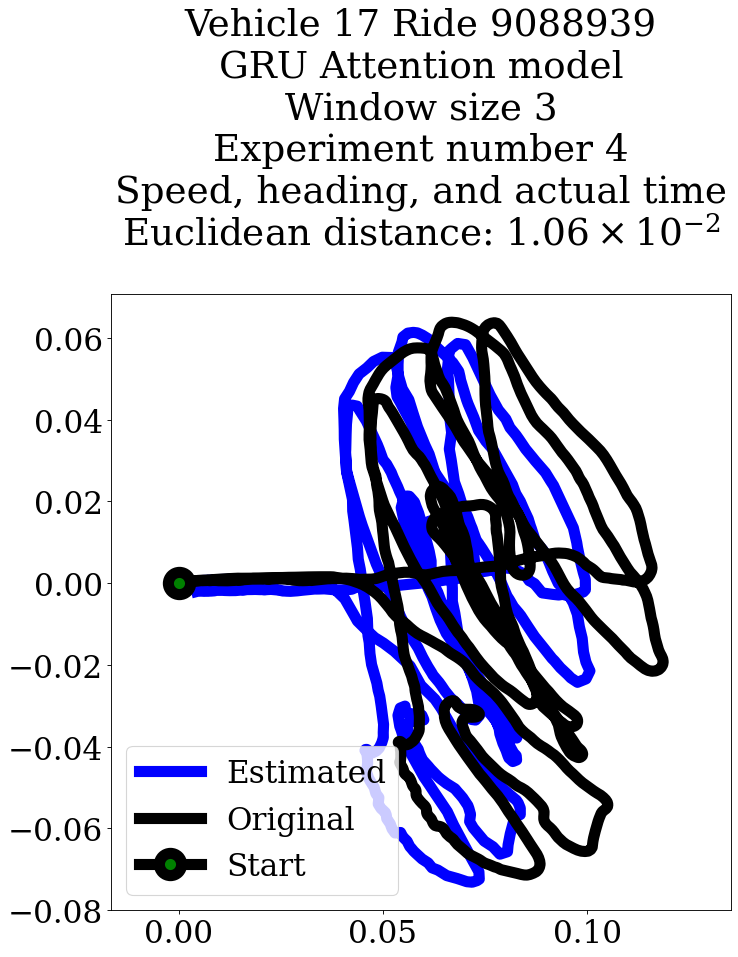 Vehicle 17 Ride 9088939
GRU Attention model
Window size 3
Experiment number 4
Speed, heading, and actual time
Euclidean distance: 1.06 × 10⁻²
0.06
0.04
0.02
0.00
−0.02
−0.04
−0.06
−0.08
Estimated
Original
Start
0.00 0.05 0.10